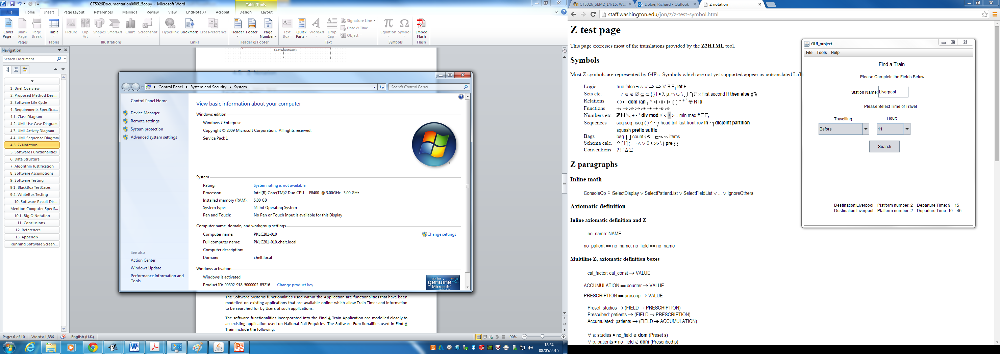 CT5026Documentation060515copy - Microsoft Word
Table Tools
File Home Insert Page Layout References Mailings Review View EndNote X7 Acrobat Design Layout
Cover Page Blank Page Page Break Table Picture Clip Art Shapes SmartArt Chart Screenshot Hyperlink Bookmark Cross-reference Header Footer Page Number Text Box Quick Parts WordArt Drop Cap Signature Line Date & Time Object Equation Symbol Embed Flash
Pages Tables Illustrations Links Header & Footer Text Symbols Flash
Navigation
Search Document
1. Brief Overview
2. Proposed Method Desi...
3. Software Life Cycle
4. Requirements Specifica...
4.1. Class Diagram
4.2. UML Use Case Diagram
4.3. UML Activity Diagram
4.4. UML Sequence Diagram
4.5. Z- Notation
5. Software Functionalities
6. Data Structure
7. Algorithm Justification
8. Software Assumptions
9. Software Testing
9.1. BlackBox TestCases
9.2. WhiteBox Testing
10. Software Result Dis...
Mention Computer Specif...
10.1. Big O Notation
11. Conclusions
12. References
13. Appendix
Running Software Screen...
6 : ArrayList<Station>
Control Panel System and Security System
Search Control Panel
Control Panel Home
Device Manager
Remote settings
System protection
Advanced system settings
See also
Action Center
Windows Update
Performance Information and
Tools
View basic information about your computer
Windows edition
Windows 7 Enterprise
Copyright © 2009 Microsoft Corporation. All rights reserved.
Service Pack 1
System
Rating: System rating is not available
Processor: Intel(R) Core(TM)2 Duo CPU E8400 @ 3.00GHz 3.00 GHz
Installed memory (RAM): 6.00 GB
System type: 64-bit Operating System
Pen and Touch: No Pen or Touch Input is available for this Display
Computer name, domain, and workgroup settings
Computer name: PKLC201-010
Change settings
Full computer name: PKLC201-010.chelt.local
Computer description:
Domain: chelt.local
Windows activation
Windows is activated
Product ID: 00392-918-5000002-85216 Change product key
ask for
genuine
Microsoft
The Software Systems functionalities used within the Application are functionalities that have been
modelled on existing applications that are available online which allow Train Times and information
to be searched for by Users of such applications.
The software functionalities incorporated into the Find A Train Application are modelled closely to
an existing application used on National Rail Enquiries. The Software Functionalities used in Find A
Train include the following:
Page: 6 of 10 Words: 1,836 English (U.K.) 90%
18:34
08/05/2015
CT5026_SEM2_14/15: W10 Dobie, Richard - Outlook Z notation
staff.washington.edu/jon/z/z-test-symbol.html
Z test page
This page exercises most of the translations provided by the Z2HTML tool.
Symbols
Most Z symbols are represented by GIF's. Symbols which are not yet supported appear as untranslated LaT
Logic true false ¬ ∧ ∨ ⇒ ⇔ ∀ ∃ ∃₁ let ⊢ ⊧
Sets etc. = ≠ ∈ ∉ ∅ ⊆ ⊂ { } | • λ μ ∩ ∪ \ ⋃ ⋂ ℙ × first second if then else ⟪ ⟫
Relations ↔ ↦ dom ran ⨾ ° ◁ ⩤ ▷ ⩥ ⦇ ⦈ ~ + * ⊕ R id
Functions ⇸ → ⤔ ↣ ⤀ ↠ ⤖ ⇻ ⤕
Numbers etc. ℤ ℕ ℕ₁ + - * div mod ≤ < ≥ > .. min max # 𝔽 𝔽₁
Sequences seq seq₁ iseq ⟨ ⟩ ^ ⁀/ head tail last front rev in ↾ ↿ disjoint partition
squash prefix suffix
Bags bag ⟦ ⟧ count ♯ ⊗ ⋿ ⊑ ⊎ ⩁ items
Schema calc. ≙ [ | ] ; . ¬ ∧ ∨ θ ⨾ >> \ ↾ pre ⦇ ⦈
Conventions ? ! ' Δ Ξ
Z paragraphs
Inline math
ConsoleOp ≙ SelectDisplay ∨ SelectPatientList ∨ SelectFieldList ∨ ... ∨ IgnoreOthers
Axiomatic definition
Inline axiomatic definition and Z
no_name: NAME
no_patient == no_name; no_field == no_name
Multiline Z, axiomatic definition boxes
cal_factor: cal_const → VALUE
ACCUMULATION == counter → VALUE
PRESCRIPTION == prescrip → VALUE
Preset: studies → (FIELD ⇸ PRESCRIPTION)
Prescribed: patients → (FIELD ⇸ PRESCRIPTION)
Accumulated: patients → (FIELD ⇸ ACCUMULATION)
∀ s: studies • no_field ∉ dom (Preset s)
∀ p: patients • no_field ∉ dom (Prescribed p)
GUI_project
File Tools Help
Find a Train
Please Complete the Fields Below
Station Name: Liverpool
Please Select Time of Travel
Travelling Hour:
Before 11
Search
Destination:Liverpool Platform number: 2 Departure Time: 9 15
Destination:Liverpool Platform number: 2 Departure Time: 10 45